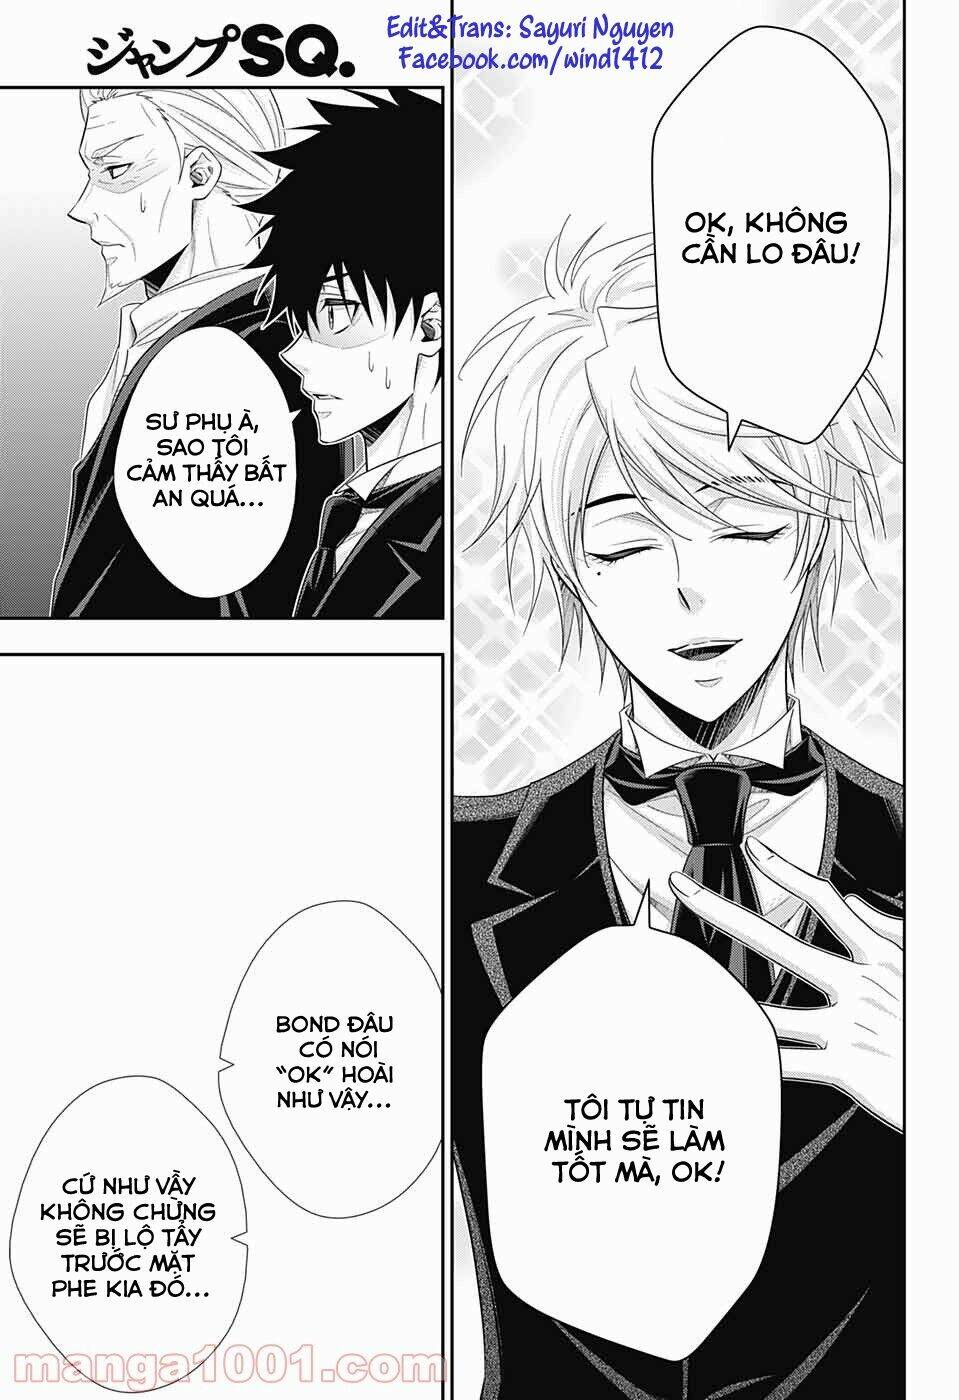 ジャンプSQ.
Edit&Trans: Sayuri Nguyen
Facebook.com/wind1412
OK, KHÔNG
CẦN LO ĐÂU!
TÔI TỰ TIN
MÌNH SẼ LÀM
TỐT MÀ, OK!
SƯ PHỤ À,
SAO TÔI
CẢM THẤY BẤT
AN QUÁ...
BOND ĐÂU
CÓ NÓI
"OK" HOÀI
NHƯ VẬY...
CỨ NHƯ VẦY
KHÔNG CHỪNG
SẼ BỊ LỘ TẨY
TRƯỚC MẶT
PHE KIA ĐÓ...
manga1001.com